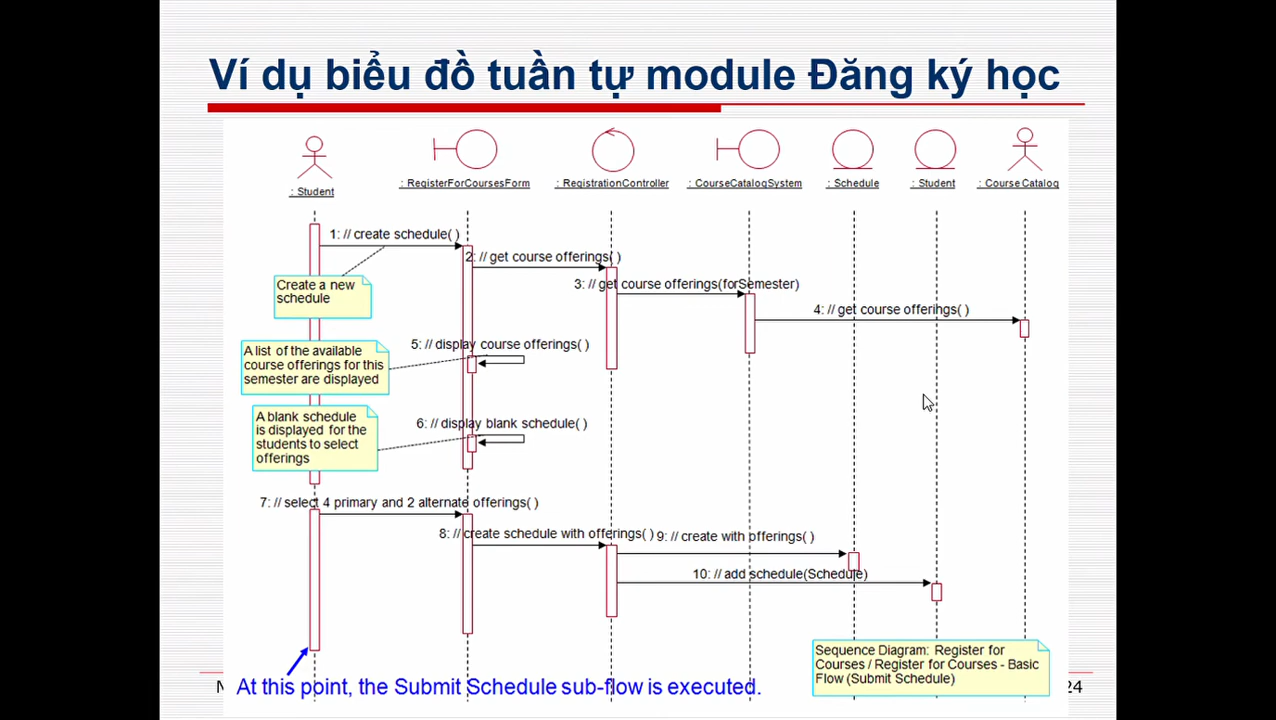 Ví dụ biểu đồ tuần tự module Đăng ký học
: Student
: RegisterForCoursesForm
: RegistrationController
: CourseCatalogSystem
: Schedule
: Student
: Course Catalog
1: // create schedule( )
2: // get course offerings( )
Create a new
schedule
3: // get course offerings(forSemester)
4: // get course offerings( )
5: // display course offerings( )
A list of the available
course offerings for this
semester are displayed
A blank schedule
is displayed for the
students to select
offerings
6: // display blank schedule( )
7: // select 4 primary and 2 alternate offerings( )
8: // create schedule with offerings( )
9: // create with offerings( )
10: // add schedule(Schedule)
Sequence Diagram: Register for
Courses / Register for Courses - Basic
Flow (Submit Schedule)
At this point, the Submit Schedule sub-flow is executed.
24